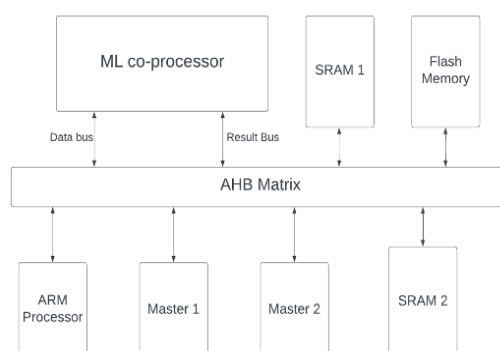 ML co-processor
SRAM 1
Flash
Memory
Data bus
Result Bus
AHB Matrix
ARM
Processor
Master 1
Master 2
SRAM 2